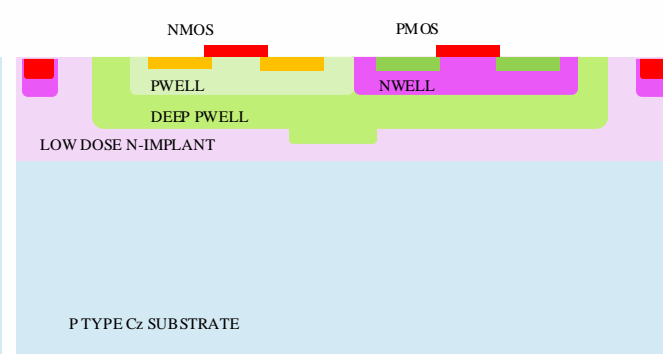 NMOS
PMOS
PWELL
NWELL
DEEP PWELL
LOW DOSE N-IMPLANT
P TYPE Cz SUBSTRATE